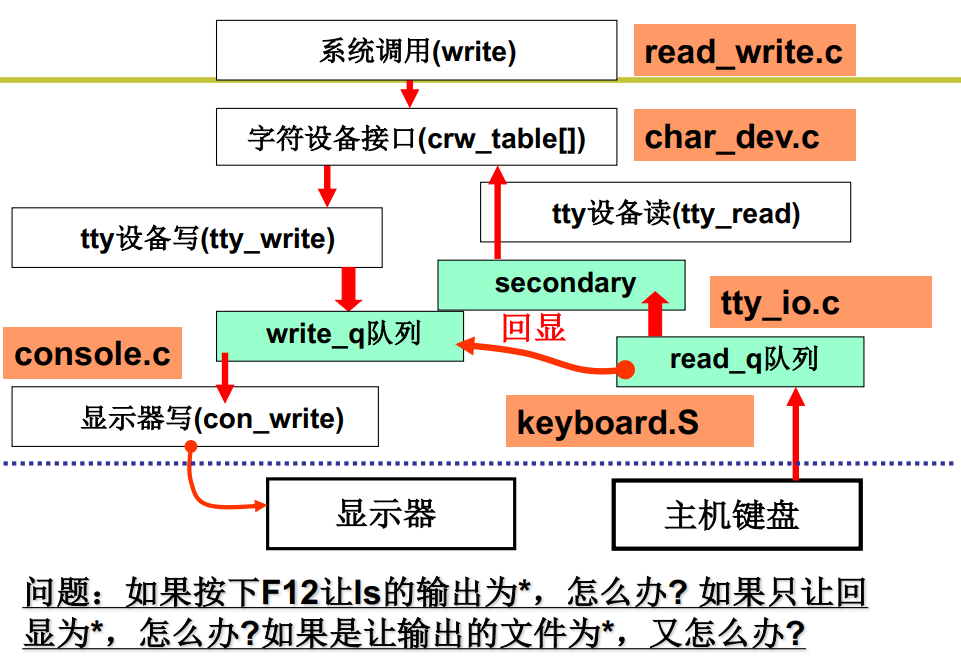 系统调用(write)
read_write.c
字符设备接口(crw_table[])
char_dev.c
tty设备读(tty_read)
tty设备写(tty_write)
secondary
tty_io.c
write_q队列
回显
console.c
read_q队列
显示器写(con_write)
keyboard.S
显示器
主机键盘
问题：如果按下F12让ls的输出为*，怎么办? 如果只让回
显为*，怎么办?如果是让输出的文件为*，又怎么办?